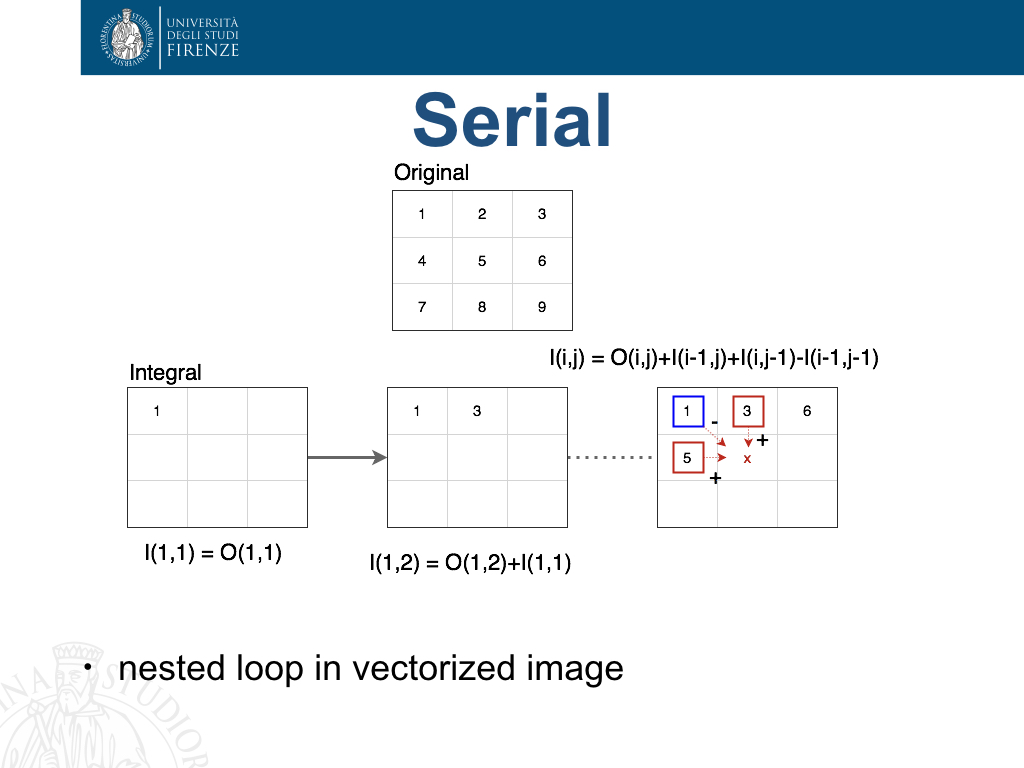 UNIVERSITÀ
DEGLI STUDI
FIRENZE
Serial
Original
1 2 3
4 5 6
7 8 9
I(i,j) = O(i,j)+I(i-1,j)+I(i,j-1)-I(i-1,j-1)
Integral
1
1 3
1 - 3 6
+
5 x
+
I(1,1) = O(1,1)
I(1,2) = O(1,2)+I(1,1)
• nested loop in vectorized image